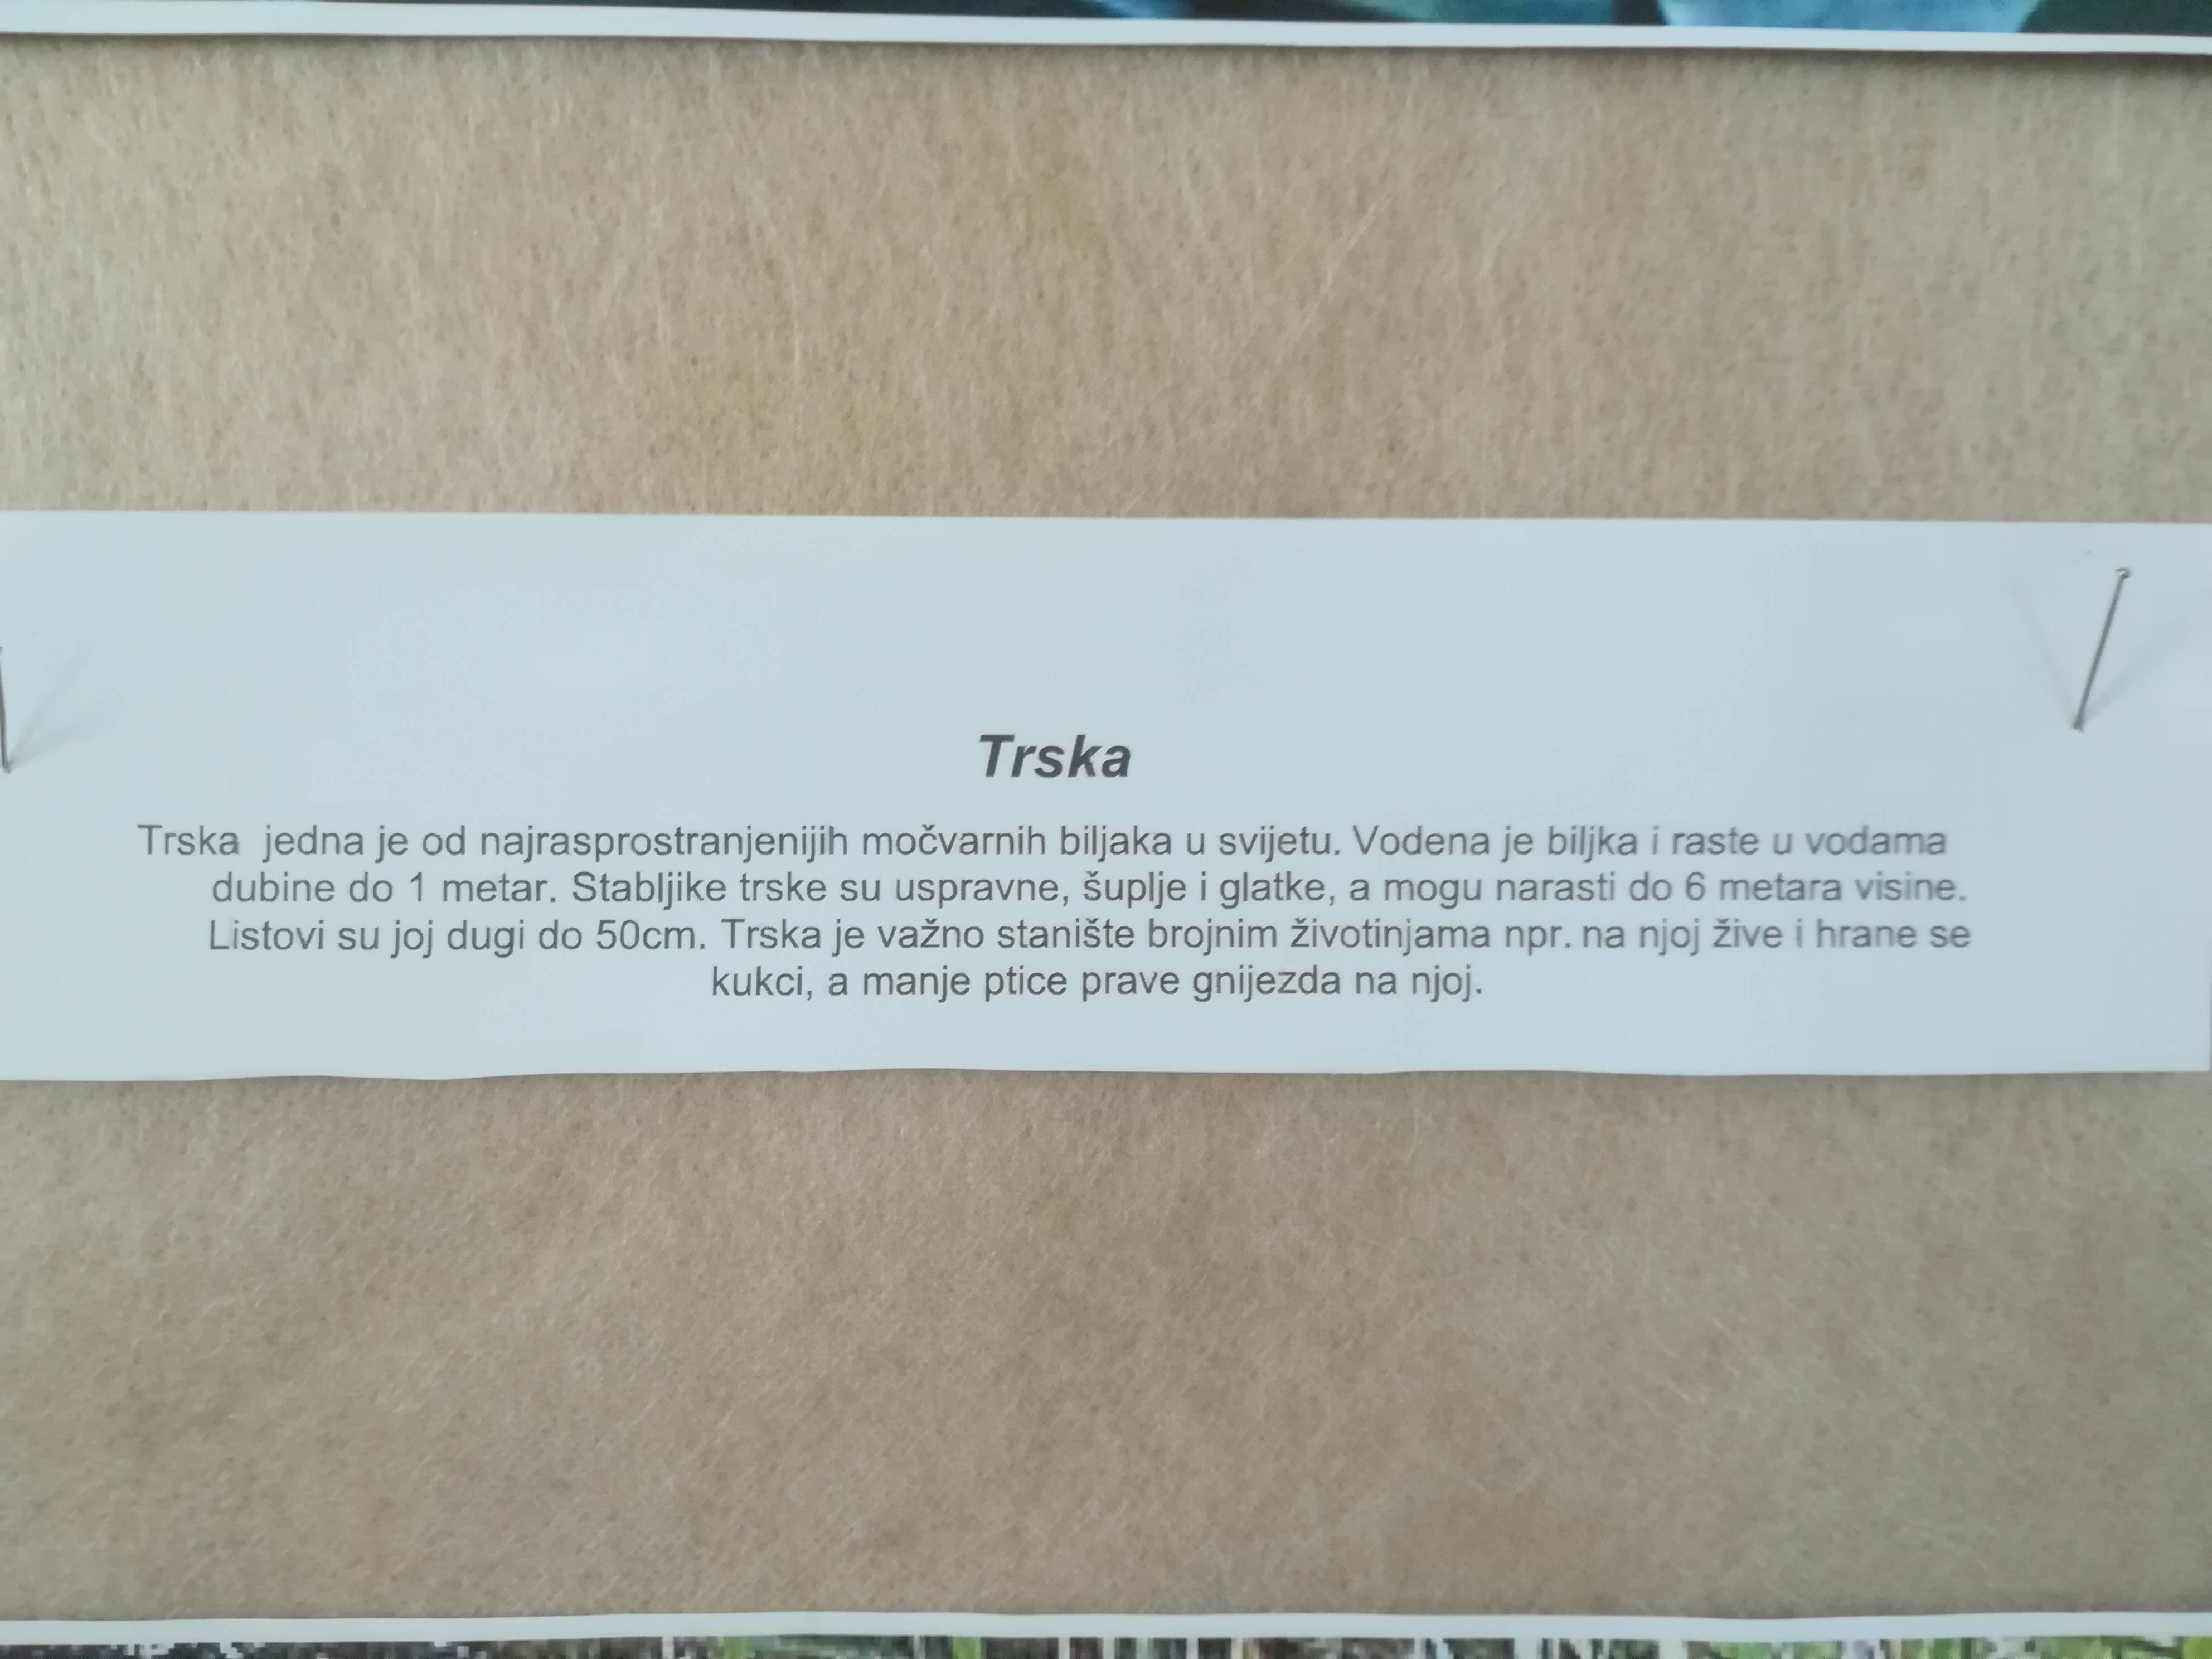 Trska
Trska jedna je od najrasprostranjenijih močvarnih biljaka u svijetu. Vodena je biljka i raste u vodama
dubine do 1 metar. Stabljike trske su uspravne, šuplje i glatke, a mogu narasti do 6 metara visine.
Listovi su joj dugi do 50cm. Trska je važno stanište brojnim životinjama npr. na njoj žive i hrane se
kukci, a manje ptice prave gnijezda na njoj.